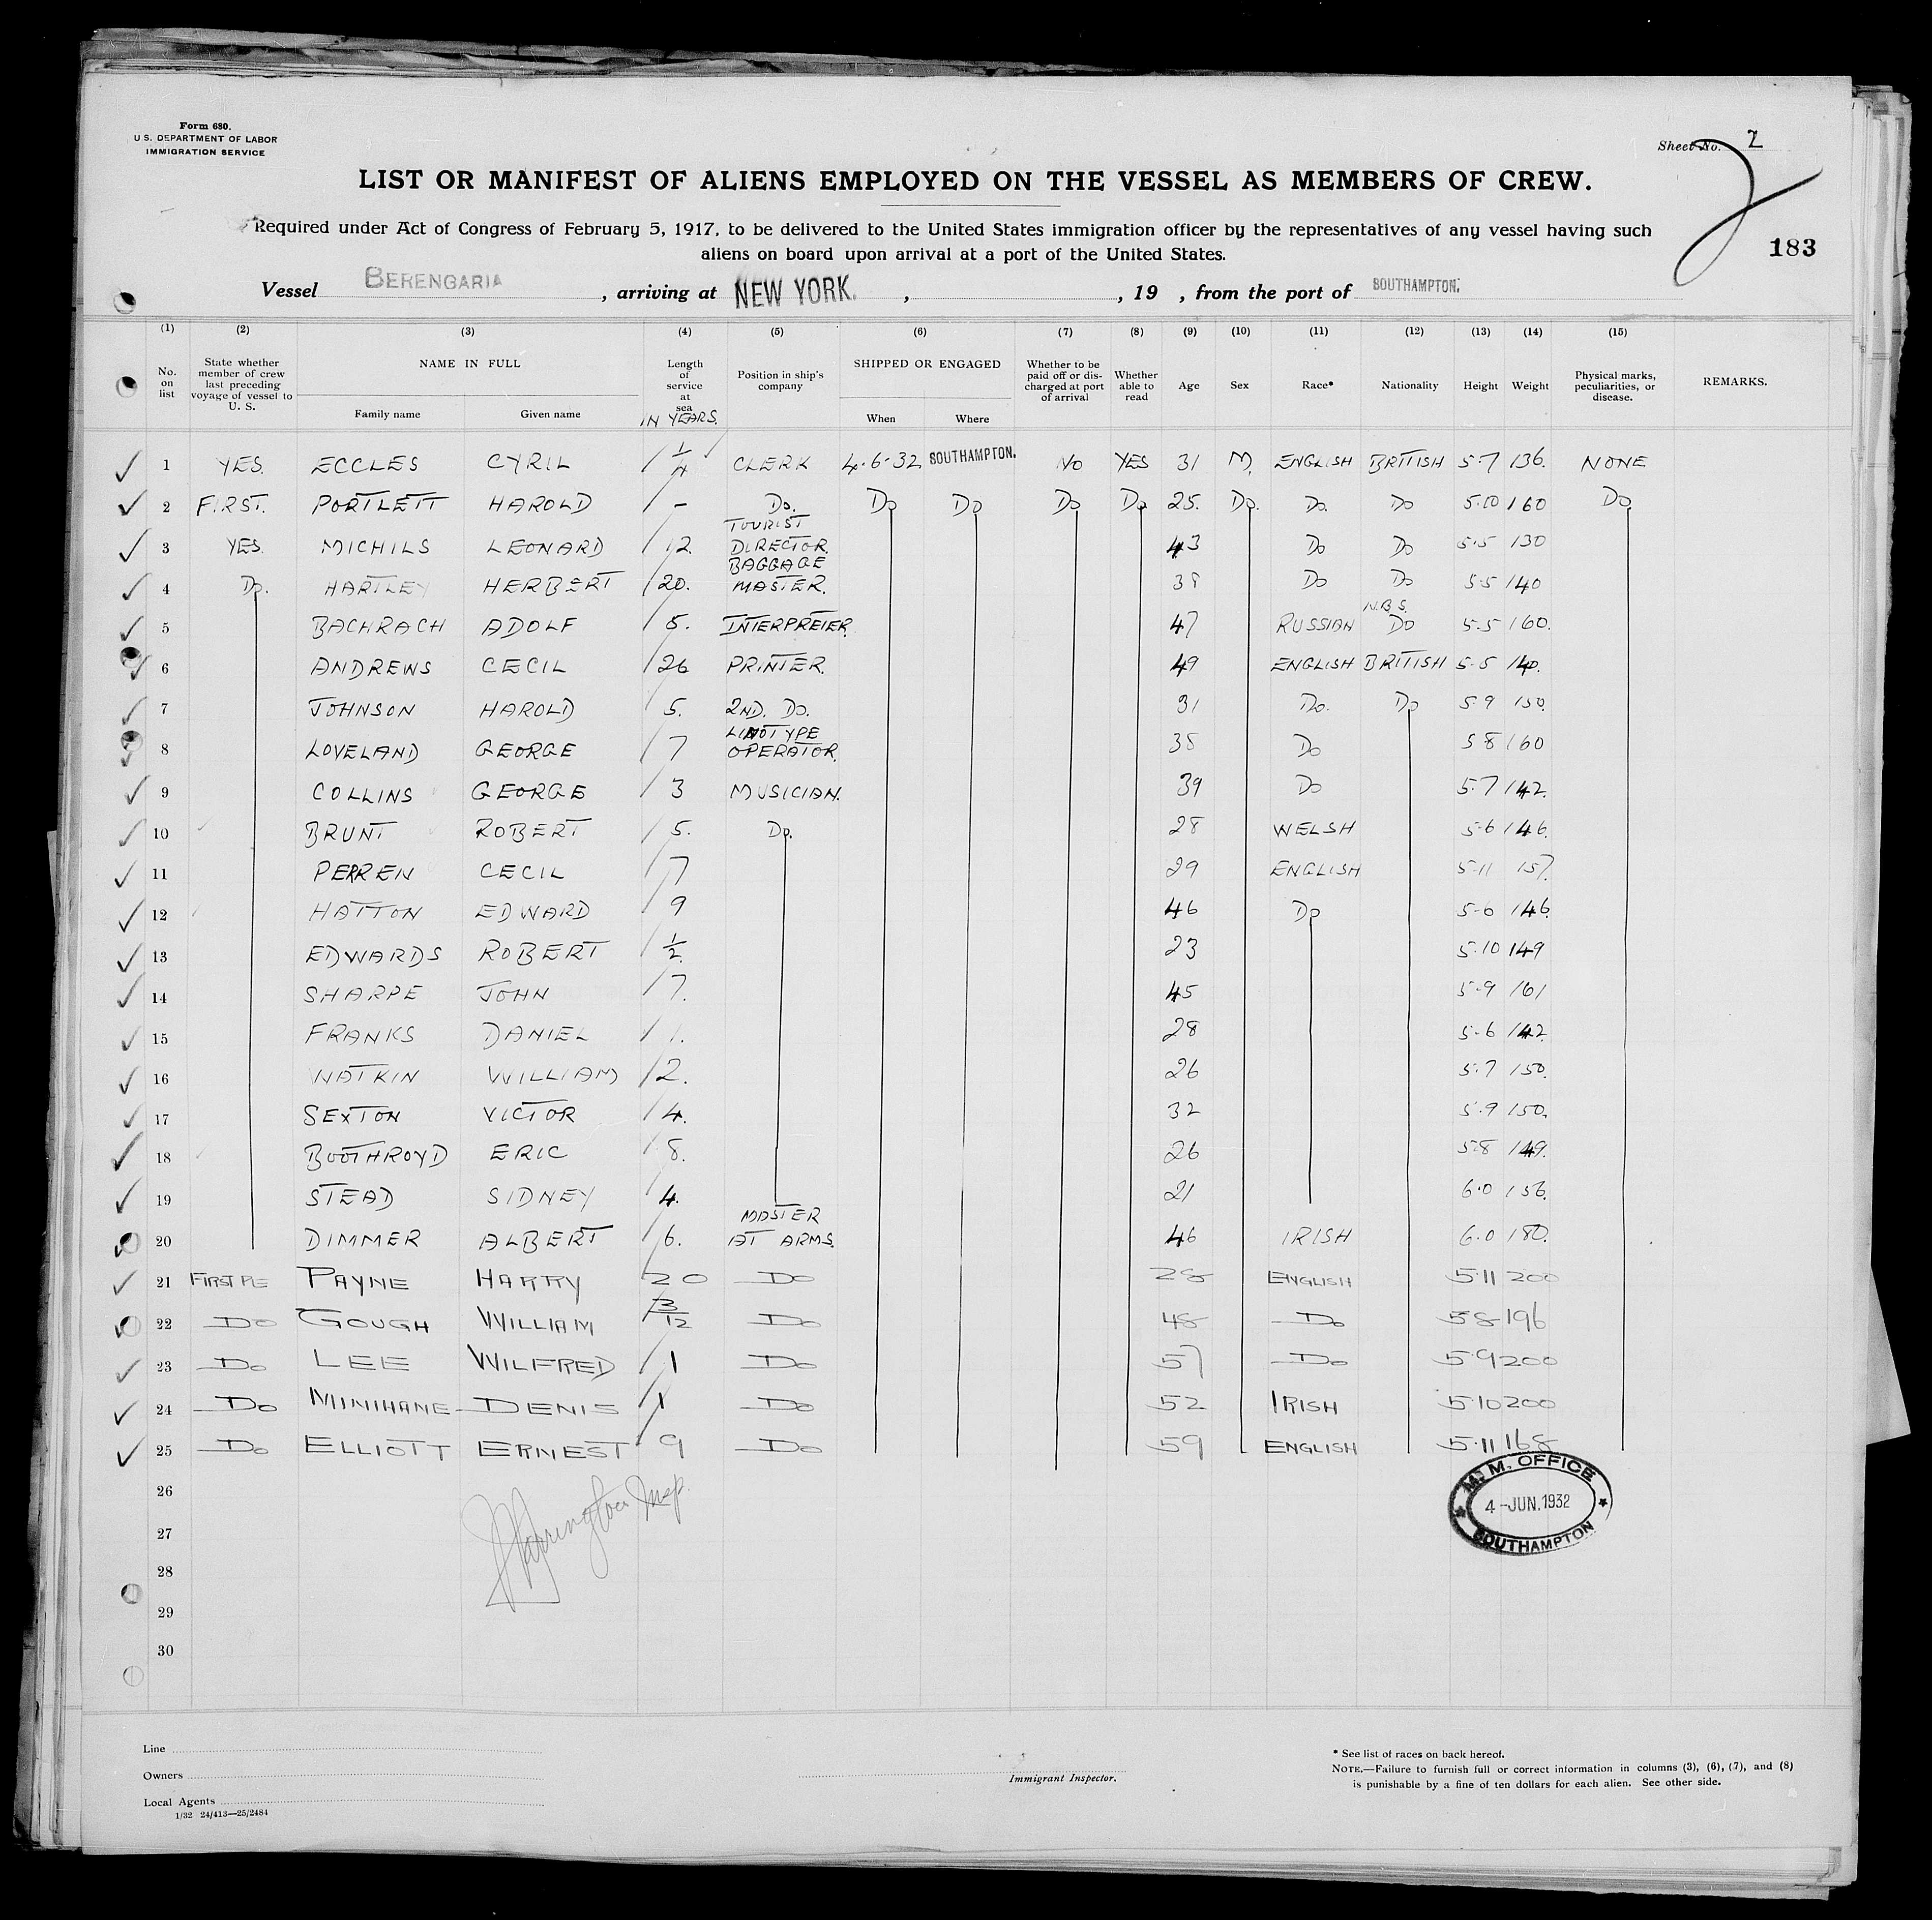 Form 680.
U.S. DEPARTMENT OF LABOR
IMMIGRATION SERVICE
Sheet No. 2
LIST OR MANIFEST OF ALIENS EMPLOYED ON THE VESSEL AS MEMBERS OF CREW.
Required under Act of Congress of February 5, 1917, to be delivered to the United States immigration officer by the representatives of any vessel having such
aliens on board upon arrival at a port of the United States.
183
Vessel BERENGARIA, arriving at NEW YORK. , , 19 , from the port of SOUTHAMPTON.
(1) (2) (3) (4) (5) (6) (7) (8) (9) (10) (11) (12) (13) (14) (15)
No. on list State whether member of crew last preceding voyage of vessel to U. S. NAME IN FULL Family name Given name Length of service at sea IN YEARS. Position in ship's company SHIPPED OR ENGAGED When Where Whether to be paid off or discharged at port of arrival Whether able to read Age Sex Race* Nationality Height Weight Physical marks, peculiarities, or disease. REMARKS.
1 YES. ECCLES CYRIL 1/4 CLERK 4.6.32 SOUTHAMPTON. NO YES 31 M. ENGLISH BRITISH 5.7 136. NONE
2 FIRST. PORTLETT HAROLD - Do. Do Do Do Do 25. Do. Do. Do 5.10 160 Do.
3 YES. MICHILS LEONARD 12. TOURIST DIRECTOR. 43 Do Do 5.5 130
4 Do. HARTLEY HERBERT 20. BAGGAGE MASTER. 38 Do Do 5.5 140
5 BACHRACH ADOLF 5. INTERPRETER. 47 RUSSIAN N.B.S. Do 5.5 160.
6 ANDREWS CECIL 26 PRINTER. 49 ENGLISH BRITISH 5.5 140.
7 JOHNSON HAROLD 5. 2ND. Do. 31 Do. Do 5.9 150.
8 LOVELAND GEORGE 7 LINOTYPE OPERATOR. 38 Do 5 8 160
9 COLLINS GEORGE 3 MUSICIAN. 39 Do 5.7 142.
10 BRUNT ROBERT 5. Do. 28 WELSH 5.6 146.
11 PERREN CECIL 7 29 ENGLISH 5.11 157.
12 HATTON EDWARD 9 46 Do 5.6 146.
13 EDWARDS ROBERT 1/2. 23 5.10 149
14 SHARPE JOHN 7. 45 5.9 161
15 FRANKS DANIEL 1. 28 5.6 142.
16 WATKIN WILLIAM 2. 26 5.7 150.
17 SEXTON VICTOR 4. 32 5.9 150.
18 BOOTHROYD ERIC 8. 26 5.8 149.
19 STEAD SIDNEY 4. 21 6.0 156.
20 DIMMER ALBERT 6. MASTER AT ARMS. 46 IRISH 6.0 180.
21 FIRST PAYNE HARRY 20 Do 28 ENGLISH 5.11 200
22 Do GOUGH WILLIAM 3/12 Do 48 Do 5.8 196
23 Do LEE WILFRED 1 Do 57 Do 5.9 200
24 Do MINIHANE DENIS 1 Do 52 IRISH 5.10 200
25 Do ELLIOTT ERNEST 9 Do 59 ENGLISH 5.11 168
26
27
28
29
30
Harrington Insp.
M. M. OFFICE
4-JUN.1932
SOUTHAMPTON
Line
Owners
Local Agents
1/32 24/413—25/2484
Immigrant Inspector.
* See list of races on back hereof.
NOTE.—Failure to furnish full or correct information in columns (3), (6), (7), and (8)
is punishable by a fine of ten dollars for each alien. See other side.